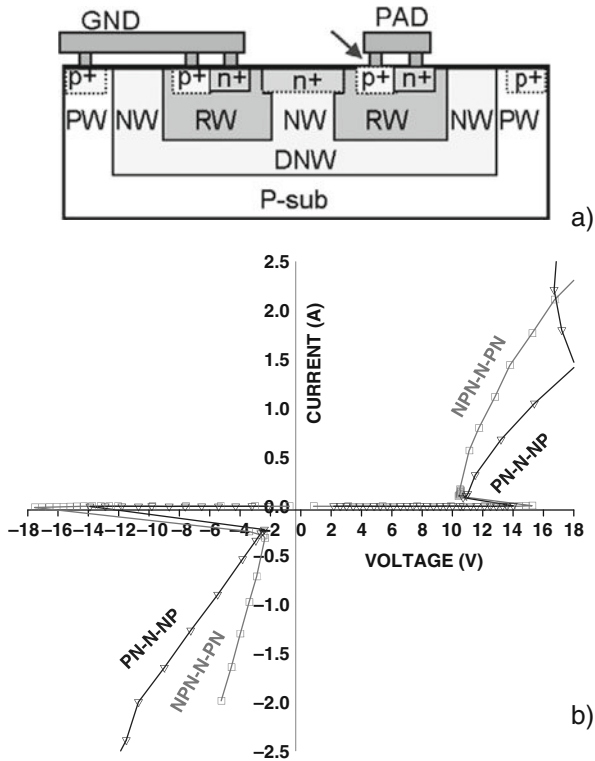 GND PAD
p+ p+ n+ n+ p+ n+ p+
PW NW RW NW RW NW PW
DNW
P-sub
a)
2.5
2.0
1.5
1.0
0.5
0.0
CURRENT (A)
NPN-N-PN
PN-N-NP
−18 −16 −14 −12 −10 −8 −6 −4 −2 0 2 4 6 8 10 12 14 16 18
VOLTAGE (V)
−0.5
−1.0
−1.5
−2.0
−2.5
PN-N-NP
NPN-N-PN
b)